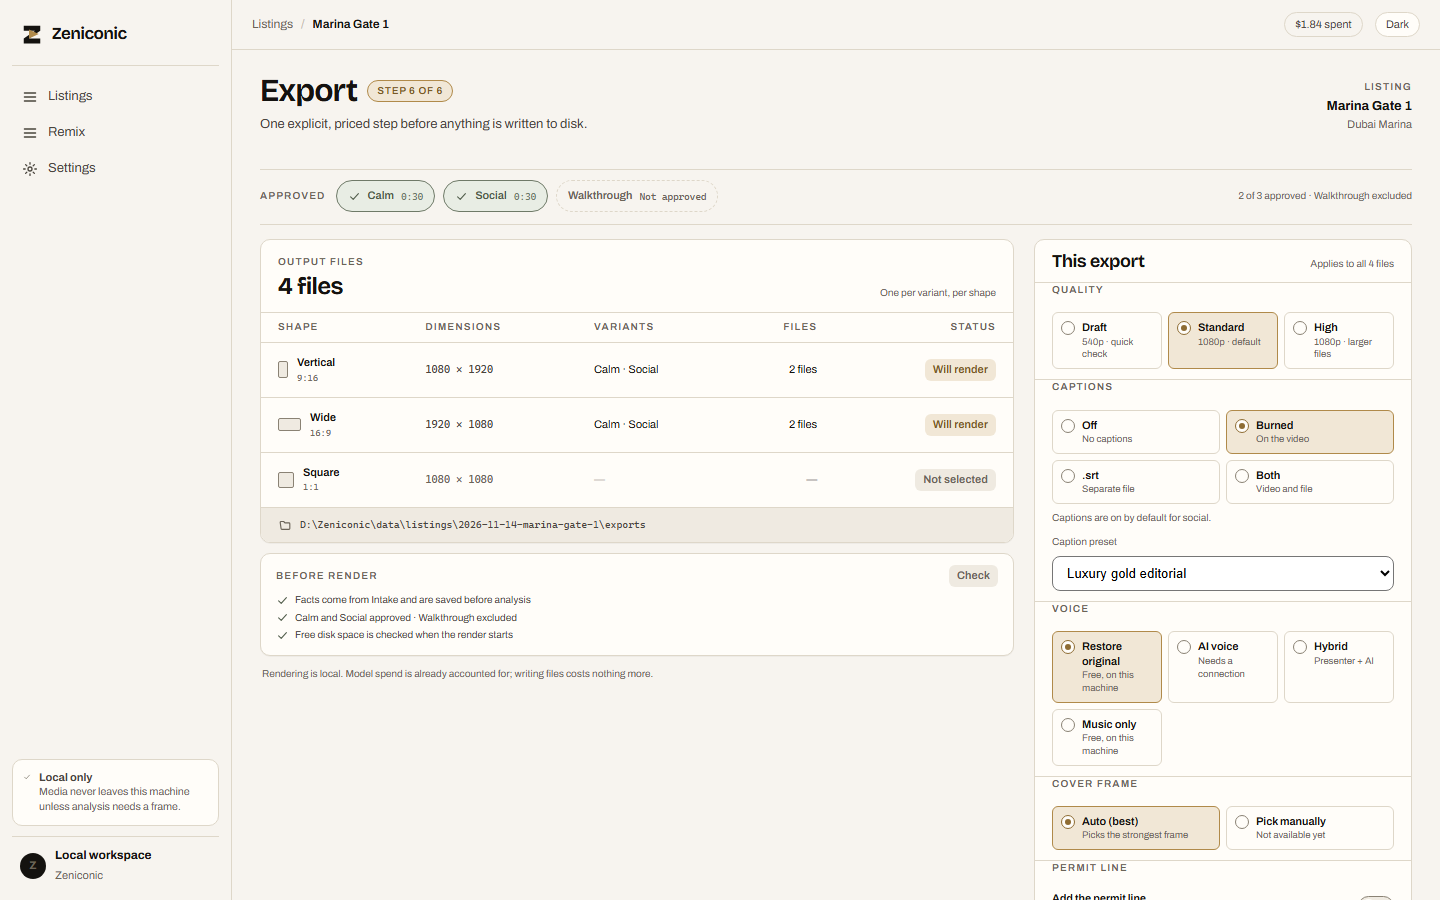 Zeniconic
Listings
Remix
Settings
Local only
Media never leaves this machine
unless analysis needs a frame.
Z
Local workspace
Zeniconic
Listings / Marina Gate 1
$1.84 spent
Dark
Export
STEP 6 OF 6
One explicit, priced step before anything is written to disk.
LISTING
Marina Gate 1
Dubai Marina
APPROVED
Calm 0:30
Social 0:30
Walkthrough Not approved
2 of 3 approved · Walkthrough excluded
OUTPUT FILES
4 files
One per variant, per shape
SHAPE DIMENSIONS VARIANTS FILES STATUS
Vertical
9:16
1080 × 1920
Calm · Social
2 files
Will render
Wide
16:9
1920 × 1080
Calm · Social
2 files
Will render
Square
1:1
1080 × 1080
—
—
Not selected
D:\Zeniconic\data\listings\2026-11-14-marina-gate-1\exports
BEFORE RENDER
Check
Facts come from Intake and are saved before analysis
Calm and Social approved · Walkthrough excluded
Free disk space is checked when the render starts
Rendering is local. Model spend is already accounted for; writing files costs nothing more.
This export
Applies to all 4 files
QUALITY
Draft
540p · quick
check
Standard
1080p · default
High
1080p · larger
files
CAPTIONS
Off
No captions
Burned
On the video
.srt
Separate file
Both
Video and file
Captions are on by default for social.
Caption preset
Luxury gold editorial
VOICE
Restore
original
Free, on this
machine
AI voice
Needs a
connection
Hybrid
Presenter + AI
Music only
Free, on this
machine
COVER FRAME
Auto (best)
Picks the strongest frame
Pick manually
Not available yet
PERMIT LINE
Add the permit line